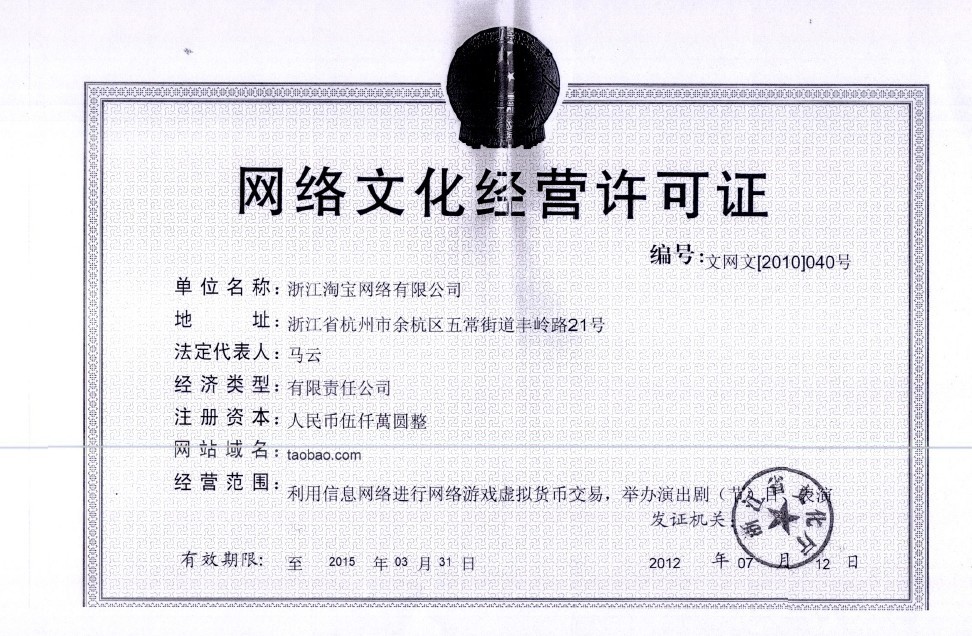 网络文化经营许可证
编号:文网文[2010]040号
单位名称:浙江淘宝网络有限公司
地 址:浙江省杭州市余杭区五常街道丰岭路21号
法定代表人:马云
经济类型:有限责任公司
注册资本:人民币伍仟萬圆整
网站域名:taobao.com
经营范围:利用信息网络进行网络游戏虚拟货币交易，举办演出剧（节）目、表演
发证机关:
浙江省文化厅
有效期限: 至 2015 年 03 月 31 日
2012 年 07 月 12 日